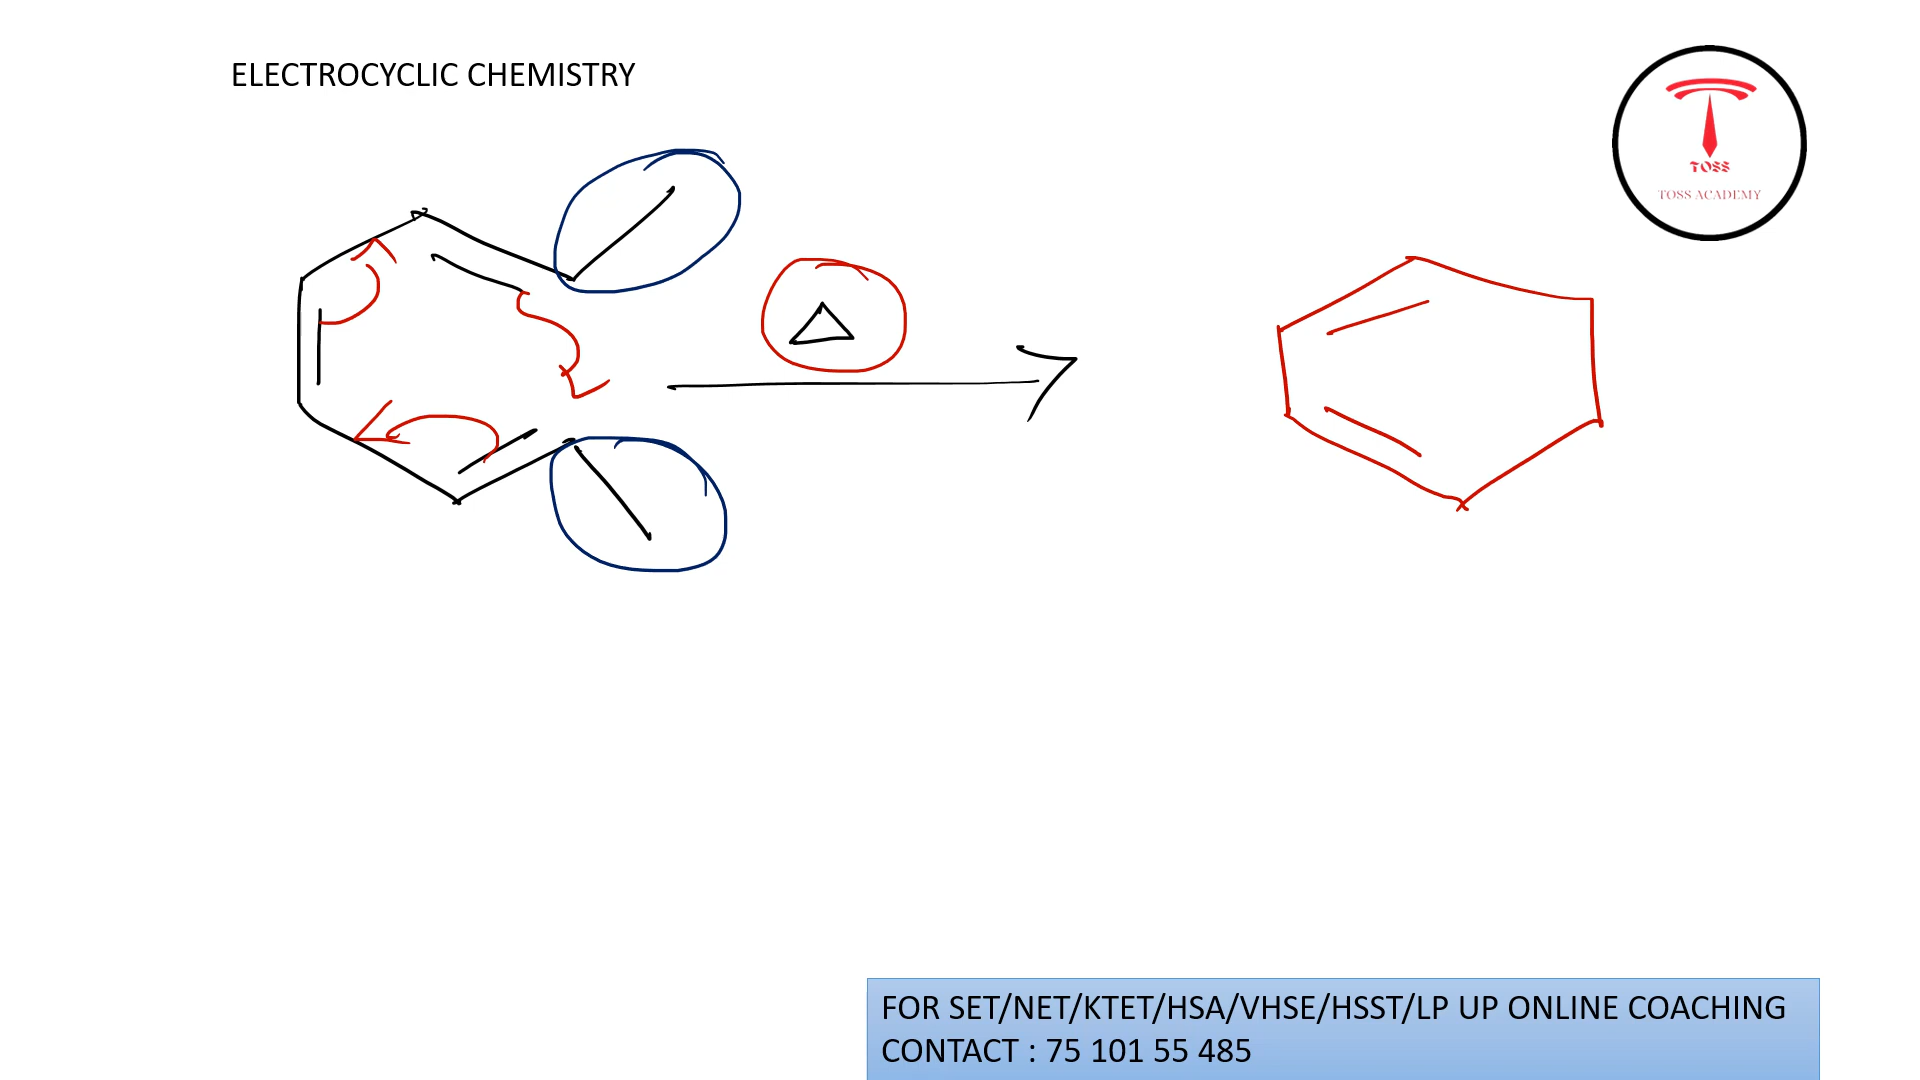 ELECTROCYCLIC CHEMISTRY
TOSS
TOSS ACADEMY
FOR SET/NET/KTET/HSA/VHSE/HSST/LP UP ONLINE COACHING
CONTACT : 75 101 55 485